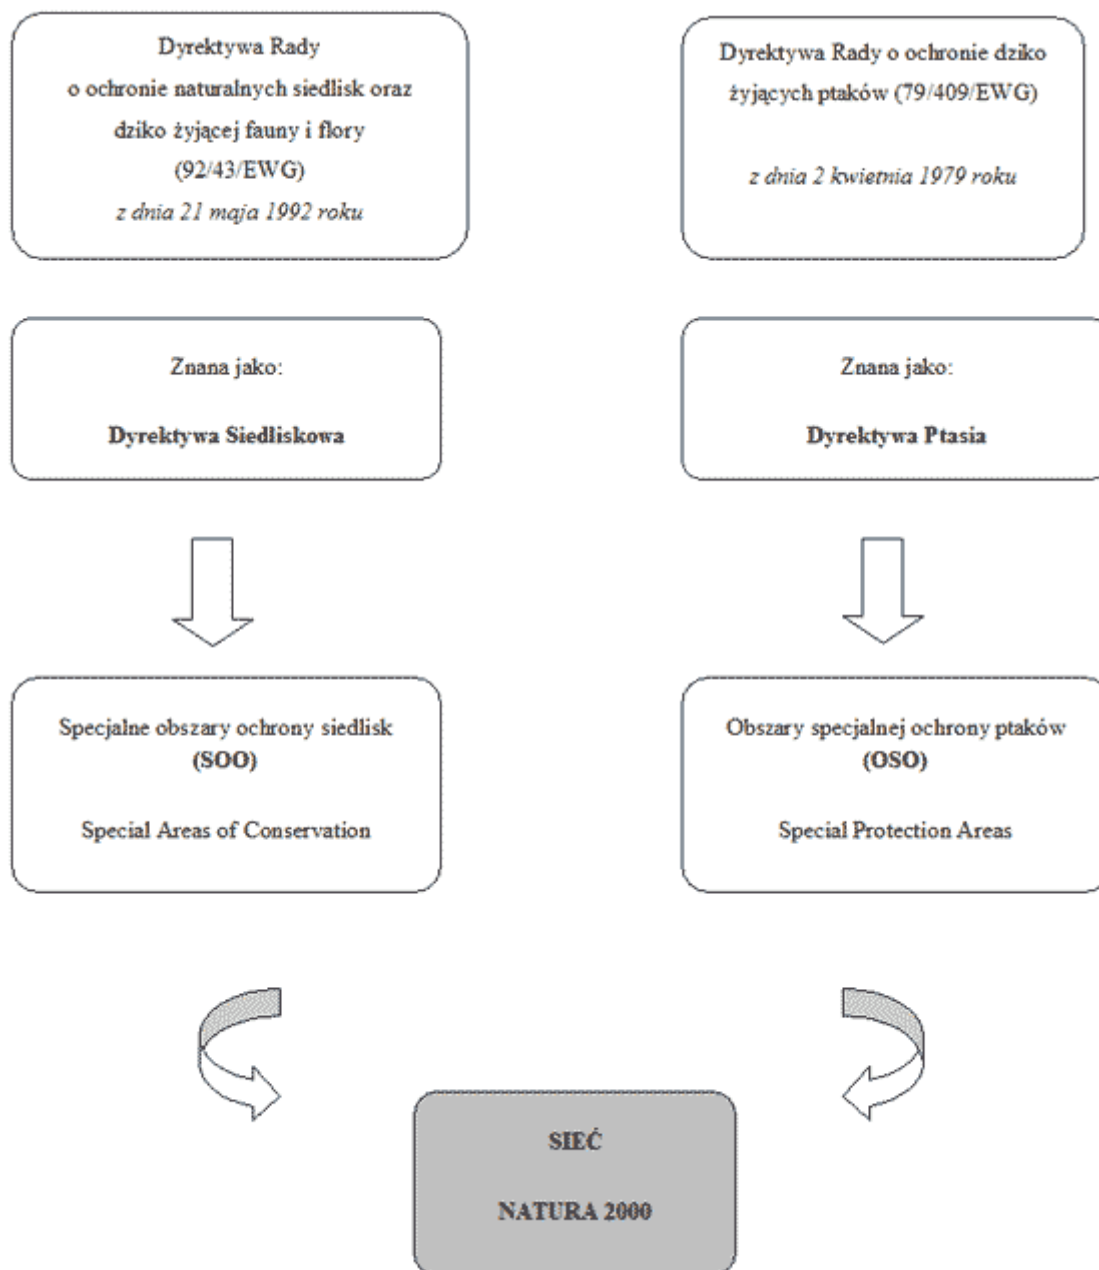 Dyrektywa Rady
o ochronie naturalnych siedlisk oraz
dziko żyjącej fauny i flory
(92/43/EWG)
z dnia 21 maja 1992 roku
Dyrektywa Rady o ochronie dziko
żyjących ptaków (79/409/EWG)
z dnia 2 kwietnia 1979 roku
Znana jako:
Dyrektywa Siedliskowa
Znana jako:
Dyrektywa Ptasia
Specjalne obszary ochrony siedlisk
(SOO)
Special Areas of Conservation
Obszary specjalnej ochrony ptaków
(OSO)
Special Protection Areas
SIEĆ
NATURA 2000